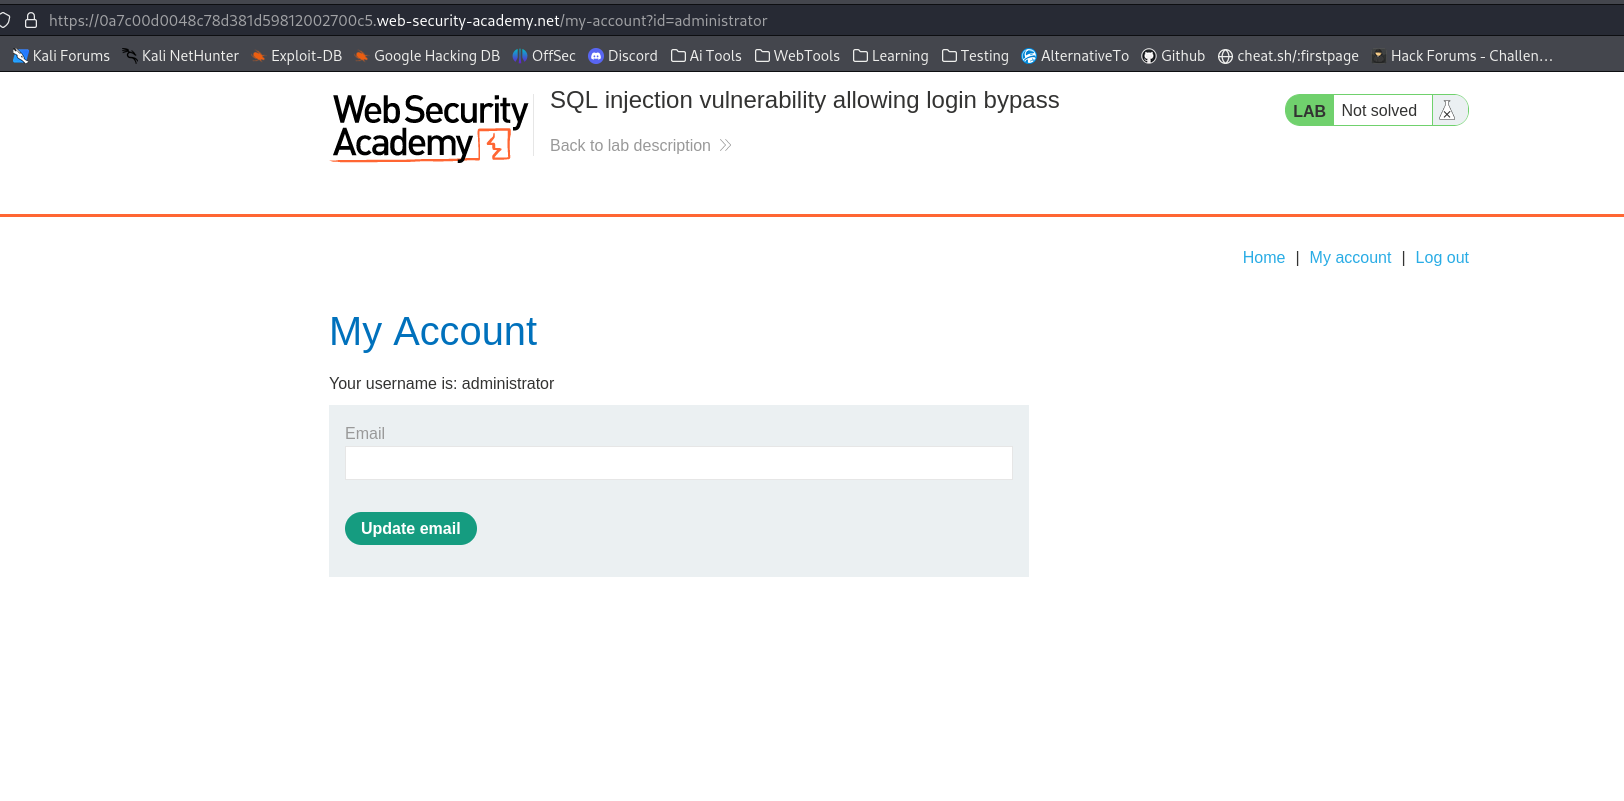 https://0a7c00d0048c78d381d59812002700c5.web-security-academy.net/my-account?id=administrator
Kali Forums Kali NetHunter Exploit-DB Google Hacking DB OffSec Discord Ai Tools WebTools Learning Testing AlternativeTo Github cheat.sh/:firstpage Hack Forums - Challen…
Web Security
Academy
SQL injection vulnerability allowing login bypass
Back to lab description
LAB Not solved
Home | My account | Log out
My Account
Your username is: administrator
Email
Update email